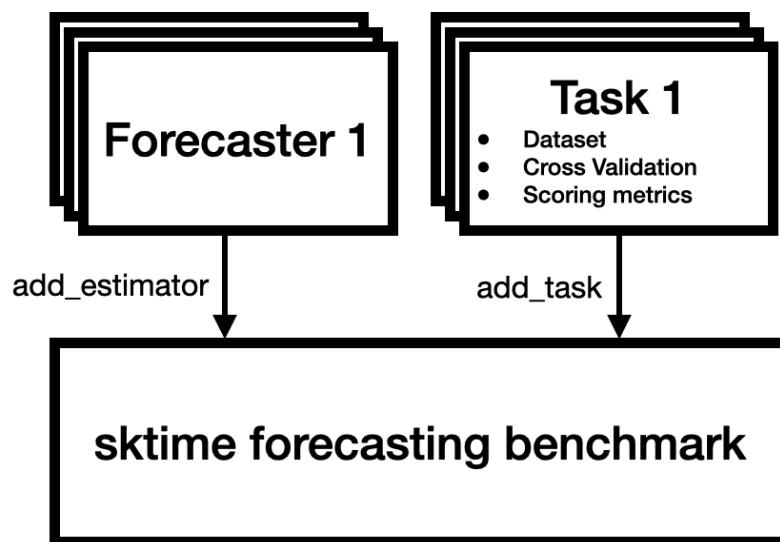 Forecaster 1
Task 1
● Dataset
● Cross Validation
● Scoring metrics
add_estimator
add_task
sktime forecasting benchmark